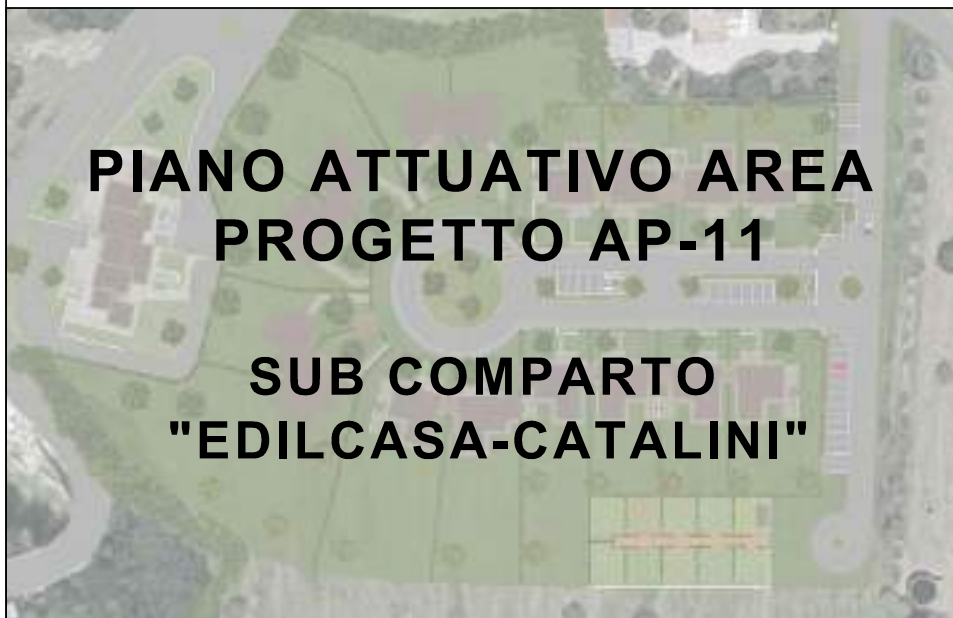 PIANO ATTUATIVO AREA
PROGETTO AP-11
SUB COMPARTO
"EDILCASA-CATALINI"